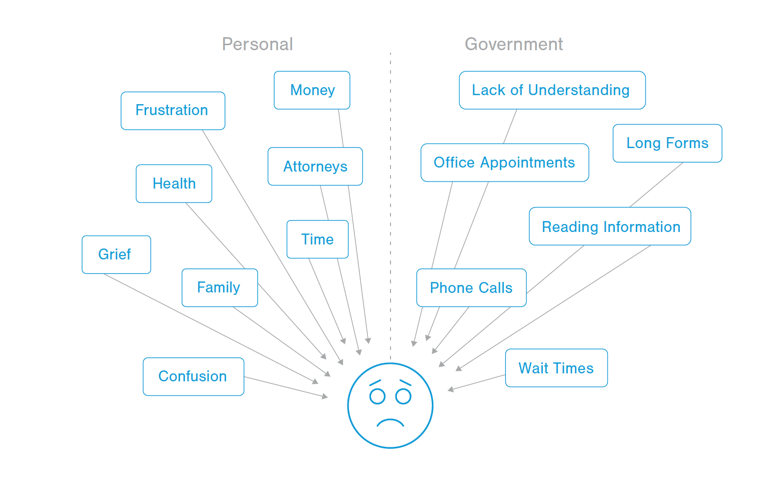 Personal
Government
Money
Frustration
Attorneys
Health
Time
Grief
Family
Confusion
Lack of Understanding
Long Forms
Office Appointments
Reading Information
Phone Calls
Wait Times